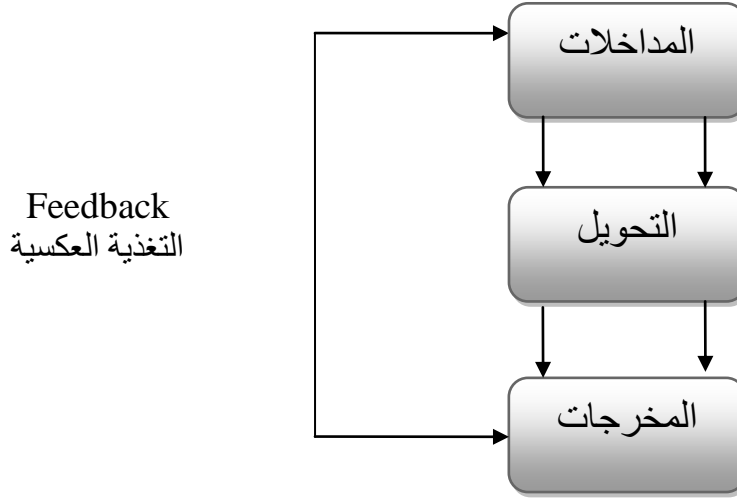 المداخلات
التحويل
Feedback
التغذية العكسية
المخرجات